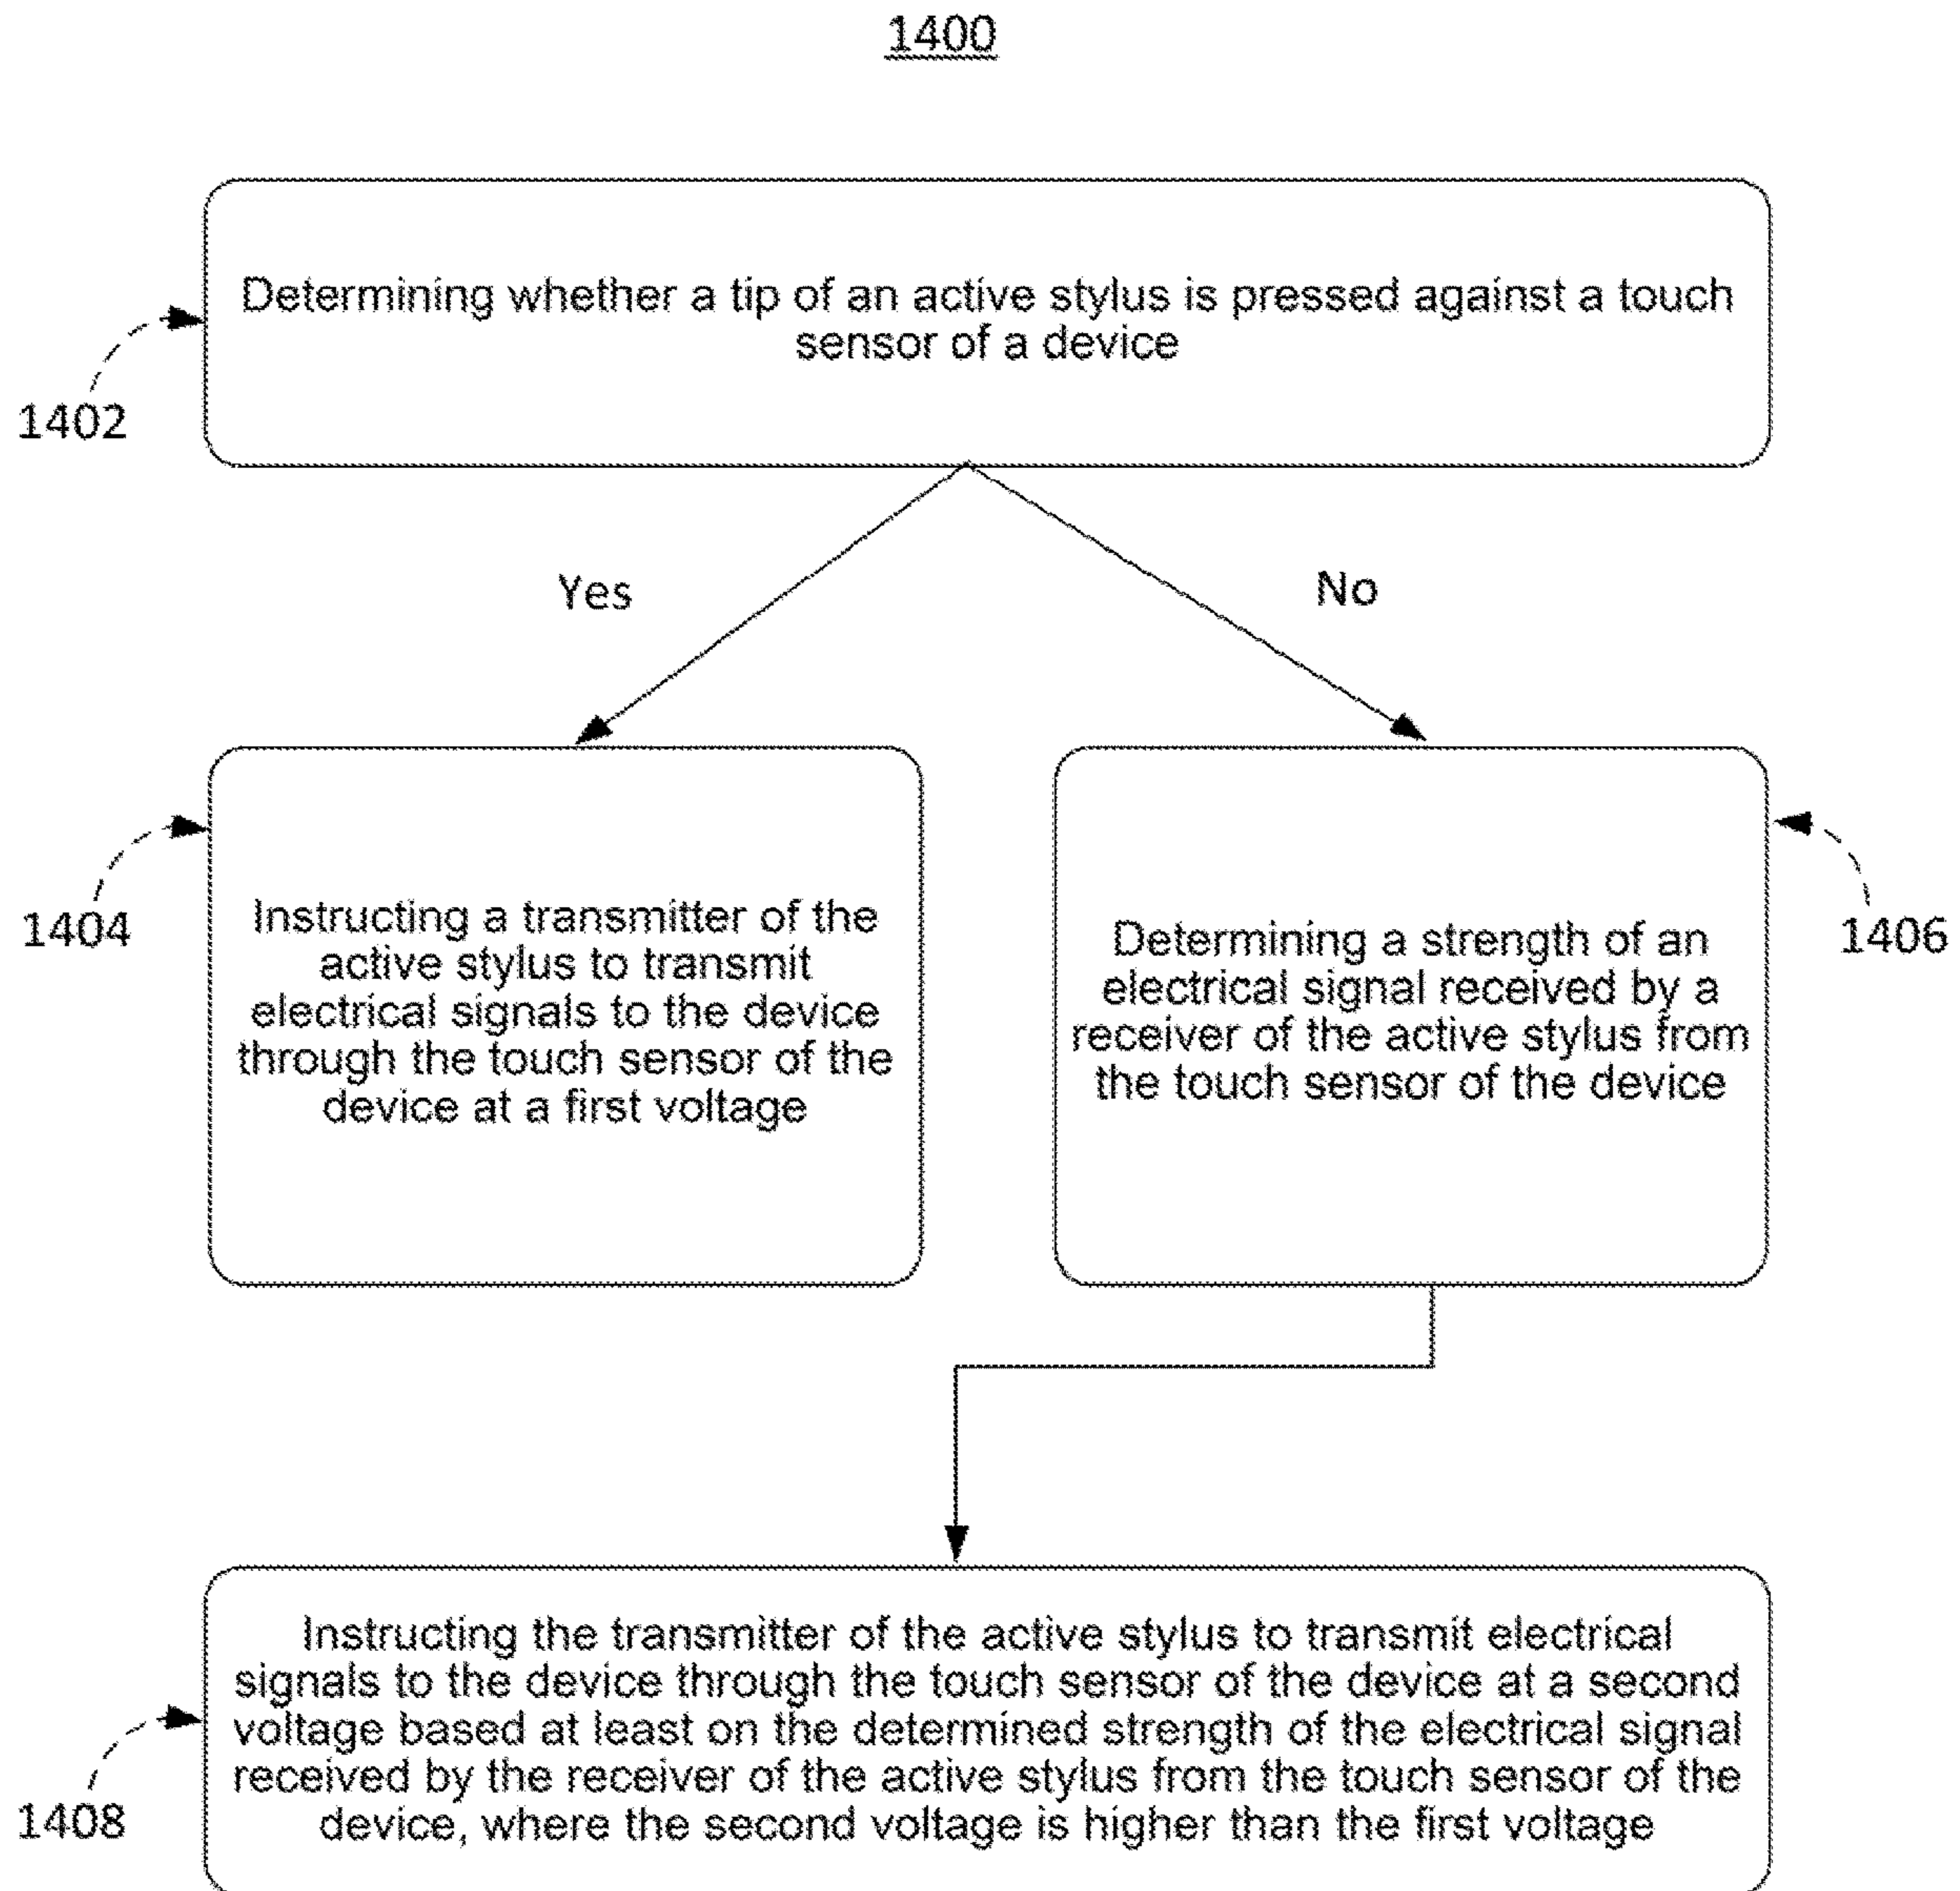 1400
Determining whether a tip of an active stylus is pressed against a touch
sensor of a device
1402
Yes
No
Instructing a transmitter of the
active stylus to transmit
electrical signals to the device
through the touch sensor of the
device at a first voltage
1404
Determining a strength of an
electrical signal received by a
receiver of the active stylus from
the touch sensor of the device
1406
Instructing the transmitter of the active stylus to transmit electrical
signals to the device through the touch sensor of the device at a second
voltage based at least on the determined strength of the electrical signal
received by the receiver of the active stylus from the touch sensor of the
device, where the second voltage is higher than the first voltage
1408